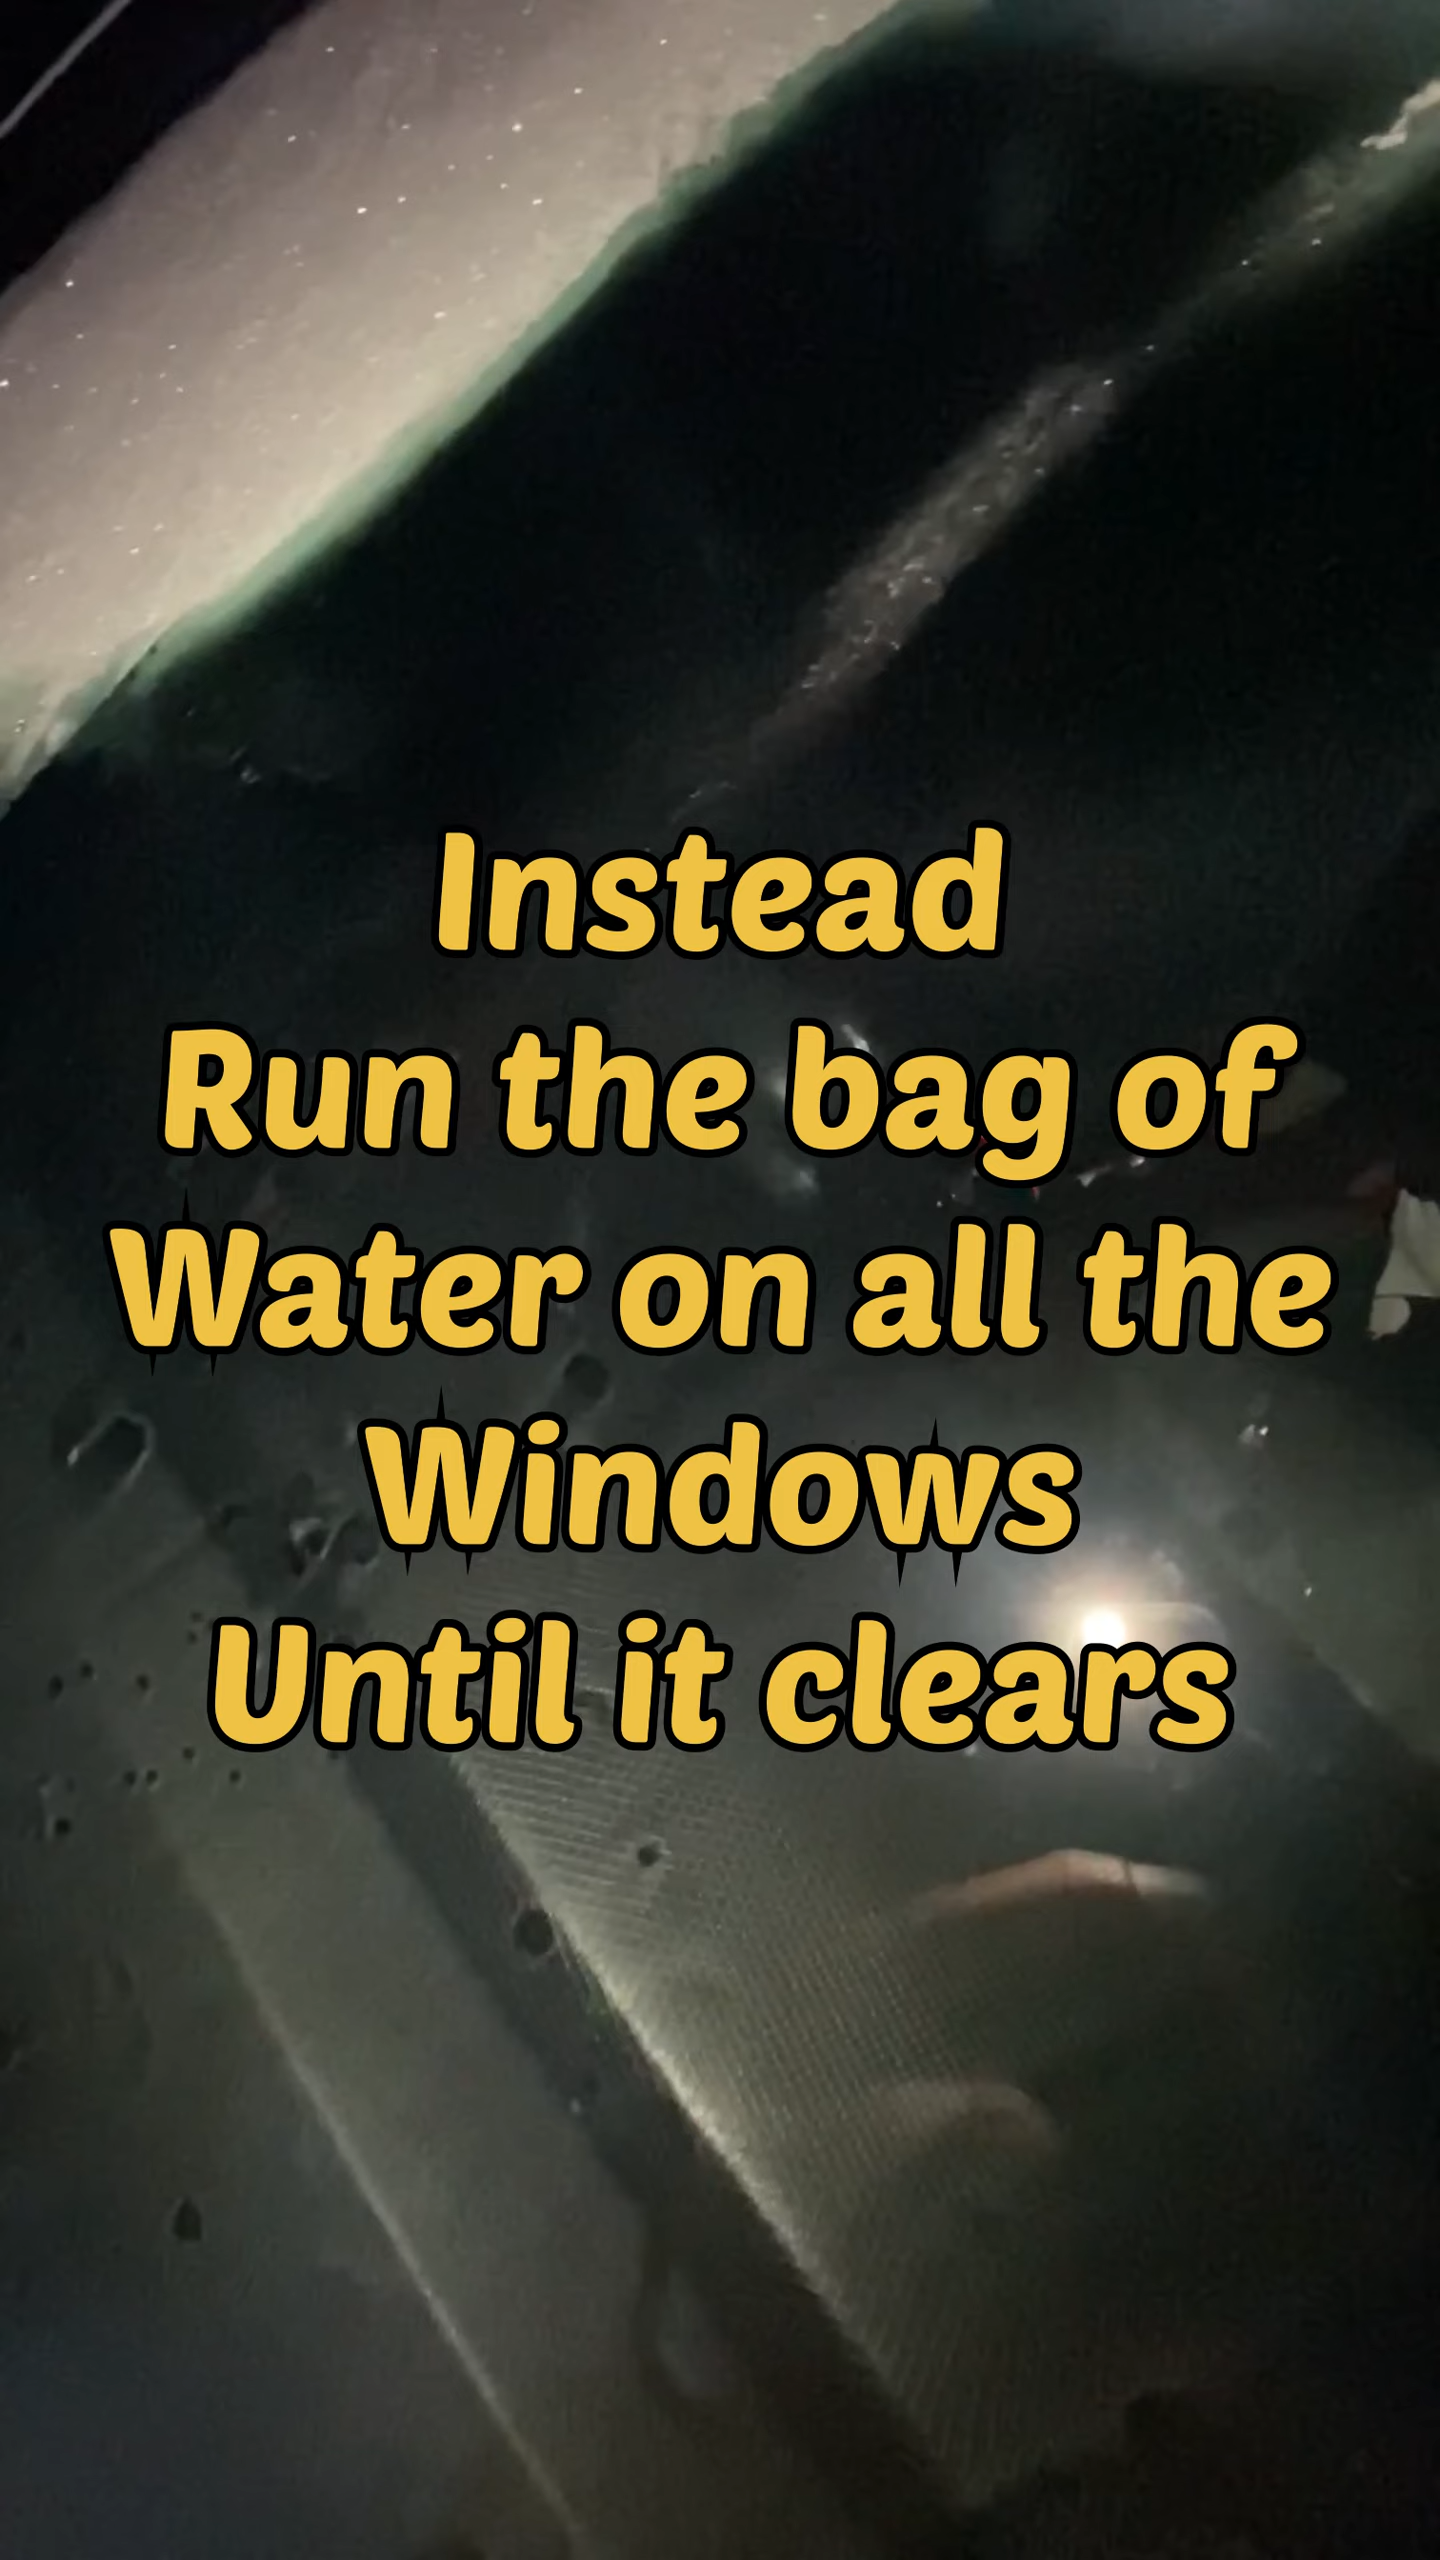 Instead
Run the bag of
Water on all the
Windows
Until it clears